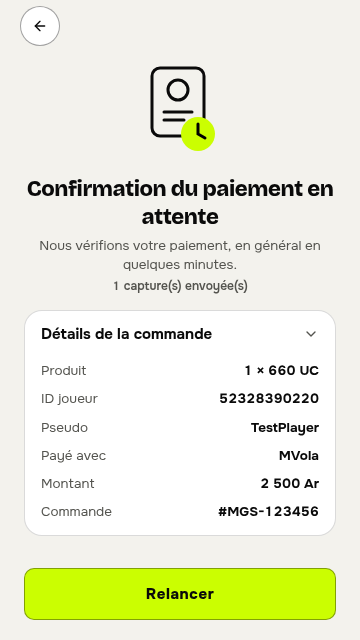 Confirmation du paiement en
attente
Nous vérifions votre paiement, en général en
quelques minutes.
1 capture(s) envoyée(s)
Détails de la commande
Produit 1 × 660 UC
ID joueur 52328390220
Pseudo TestPlayer
Payé avec MVola
Montant 2 500 Ar
Commande #MGS-123456
Relancer